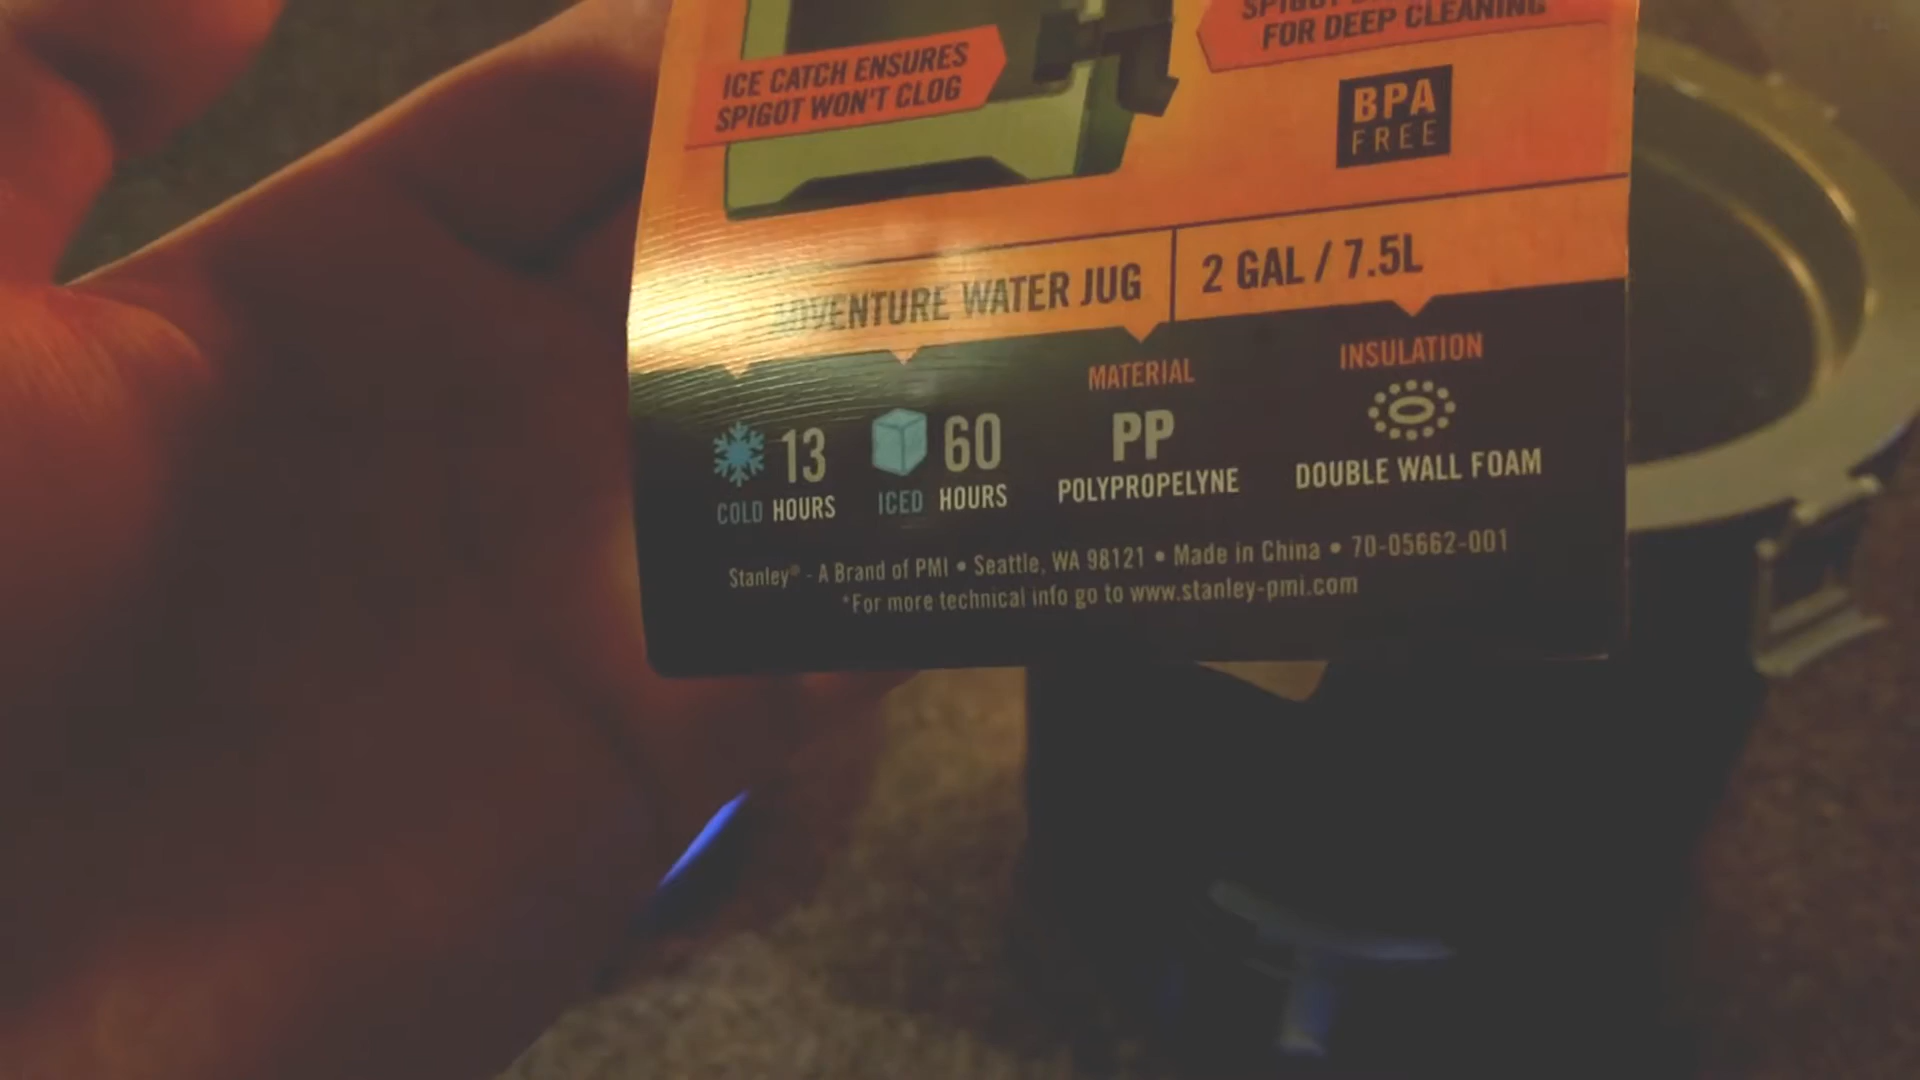 ICE CATCH ENSURES
SPIGOT WON'T CLOG
SPIGOT
FOR DEEP CLEANING
BPA
FREE
ADVENTURE WATER JUG
2 GAL / 7.5L
13
COLD HOURS
60
ICED HOURS
MATERIAL
PP
POLYPROPELYNE
INSULATION
DOUBLE WALL FOAM
Stanley® - A Brand of PMI • Seattle, WA 98121 • Made in China • 70-05662-001
*For more technical info go to www.stanley-pmi.com